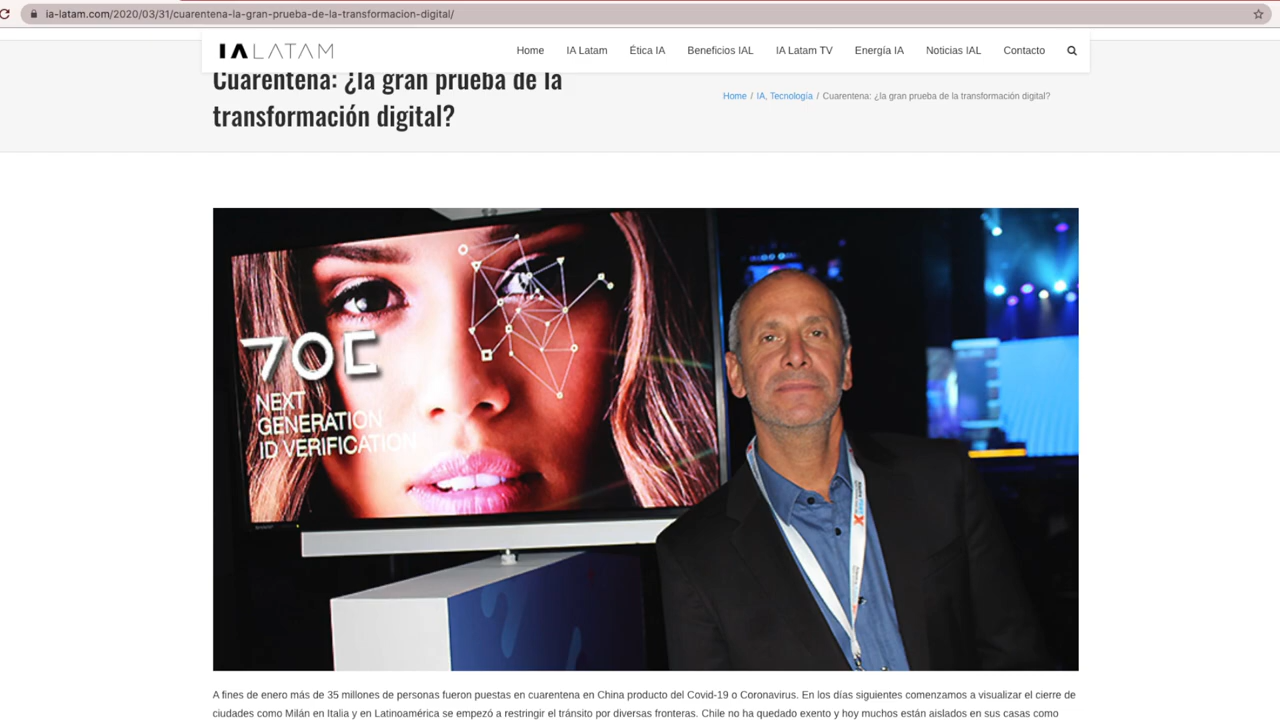 ia-latam.com/2020/03/31/cuarentena-la-gran-prueba-de-la-transformacion-digital/
IALATAM
Home
IA Latam
Ética IA
Beneficios IAL
IA Latam TV
Energía IA
Noticias IAL
Contacto
Cuarentena: ¿la gran prueba de la
transformación digital?
Home / IA, Tecnología / Cuarentena: ¿la gran prueba de la transformación digital?
TOC
NEXT
GENERATION
ID VERIFICATION
A fines de enero más de 35 millones de personas fueron puestas en cuarentena en China producto del Covid-19 o Coronavirus. En los días siguientes comenzamos a visualizar el cierre de
ciudades como Milán en Italia y en Latinoamérica se empezó a restringir el tránsito por diversas fronteras. Chile no ha quedado exento y hoy muchos están aislados en sus casas como